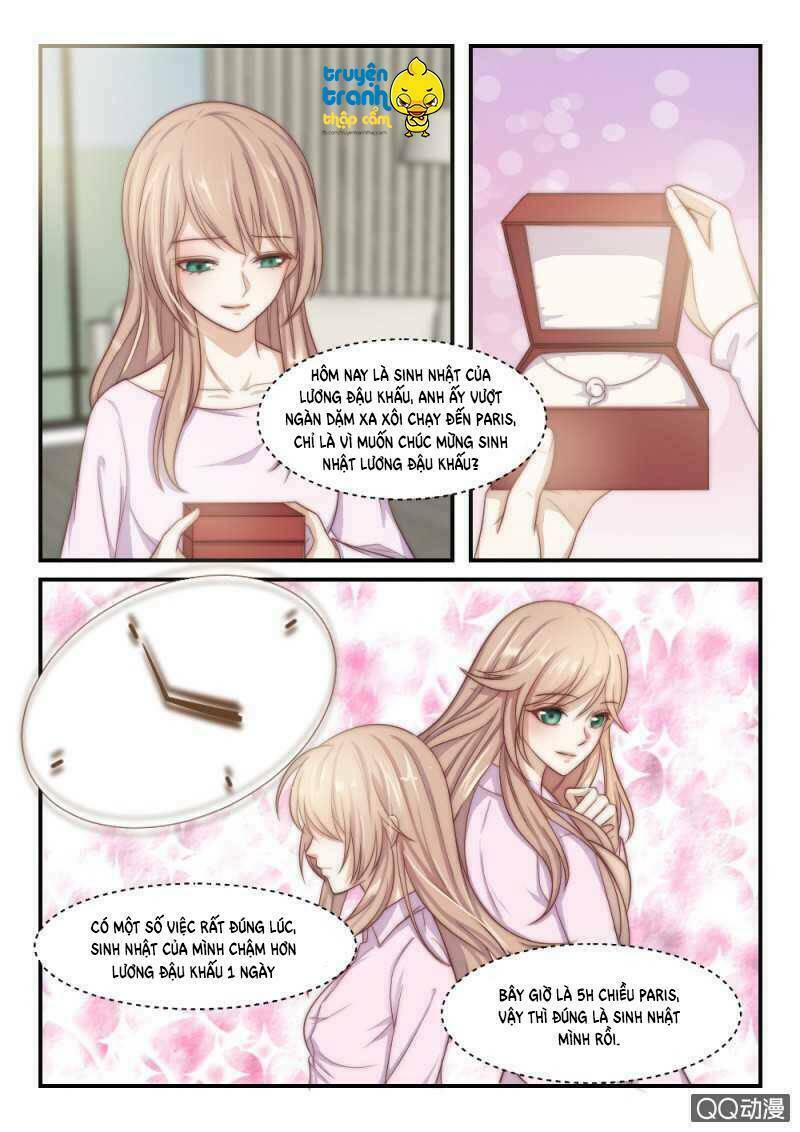 truyện
tranh
thập cẩm
HÔM NAY LÀ SINH NHẬT CỦA
LƯƠNG ĐẬU KHẤU, ANH ẤY VƯỢT
NGÀN DẶM XA XÔI CHẠY ĐẾN PARIS,
CHỈ LÀ VÌ MUỐN CHÚC MỪNG SINH
NHẬT LƯƠNG ĐẬU KHẤU?
CÓ MỘT SỐ VIỆC RẤT ĐÚNG LÚC,
SINH NHẬT CỦA MÌNH CHẬM HƠN
LƯƠNG ĐẬU KHẤU 1 NGÀY
BÂY GIỜ LÀ 5H CHIỀU PARIS,
VẬY THÌ ĐÚNG LÀ SINH NHẬT
MÌNH RỒI.
QQ动漫